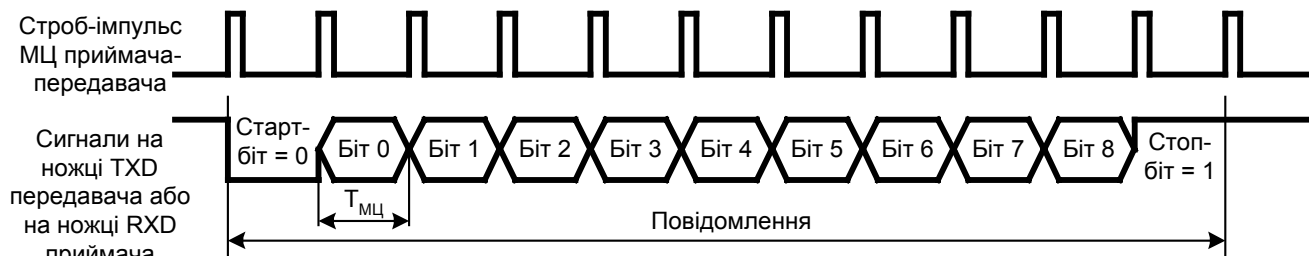 Строб-імпульс
МЦ приймача-
передавача
Сигнали на
ножці TXD
передавача або
на ножці RXD
приймача
Старт-
біт = 0
Біт 0
Біт 1
Біт 2
Біт 3
Біт 4
Біт 5
Біт 6
Біт 7
Біт 8
Стоп-
біт = 1
TМЦ
Повідомлення